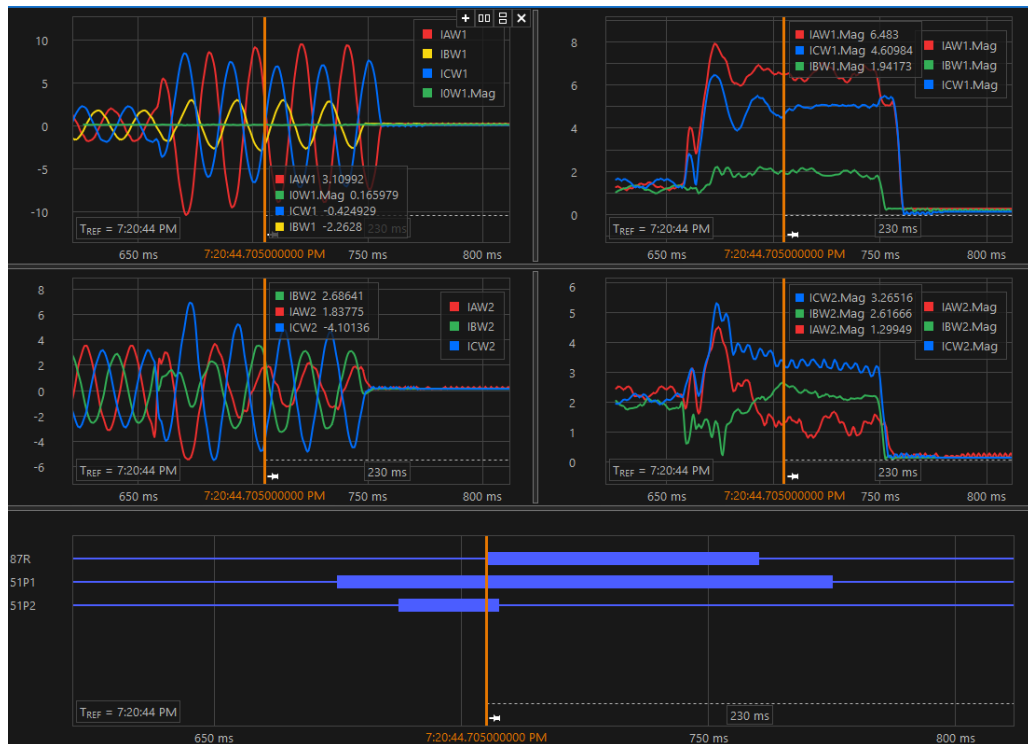 10
5
0
-5
-10
IAW1
IBW1
ICW1
I0W1.Mag
IAW1 3.10992
I0W1.Mag 0.165979
ICW1 -0.424929
IBW1 -2.2628
230 ms
TREF = 7:20:44 PM
650 ms
7:20:44.705000000 PM
750 ms
800 ms
8
6
4
2
0
IAW1.Mag 6.483
ICW1.Mag 4.60984
IBW1.Mag 1.94173
IAW1.Mag
IBW1.Mag
ICW1.Mag
TREF = 7:20:44 PM
230 ms
650 ms
7:20:44.705000000 PM
750 ms
800 ms
8
6
4
2
0
-2
-4
-6
IBW2 2.68641
IAW2 1.83775
ICW2 -4.10136
IAW2
IBW2
ICW2
TREF = 7:20:44 PM
230 ms
650 ms
7:20:44.705000000 PM
750 ms
800 ms
6
5
4
3
2
1
0
ICW2.Mag 3.26516
IBW2.Mag 2.61666
IAW2.Mag 1.29949
IAW2.Mag
IBW2.Mag
ICW2.Mag
TREF = 7:20:44 PM
230 ms
650 ms
7:20:44.705000000 PM
750 ms
800 ms
87R
51P1
51P2
TREF = 7:20:44 PM
230 ms
650 ms
7:20:44.705000000 PM
750 ms
800 ms